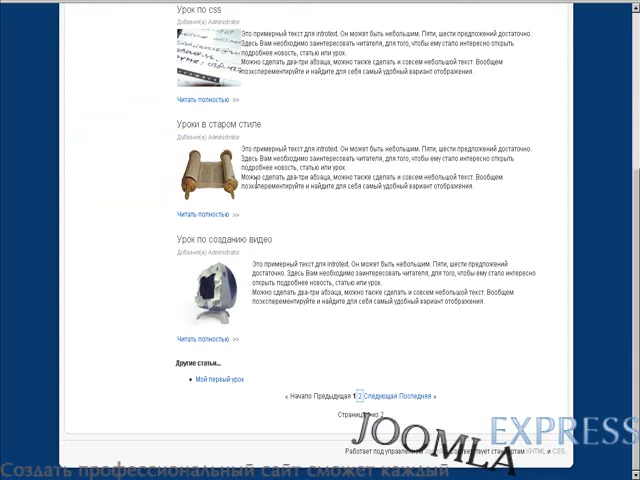 Урок по css
Добавил(а) Administrator
Это примерный текст для introtext. Он может быть небольшим. Пяти, шести предложений достаточно.
Здесь Вам необходимо заинтересовать читателя, для того, чтобы ему стало интересно открыть
подробнее новость, статью или урок.
Можно сделать два-три абзаца, можно также сделать и совсем небольшой текст. Вообщем
поэксперементируйте и найдите для себя самый удобный вариант отображения.
Читать полностью >>
Уроки в старом стиле
Добавил(а) Administrator
Это примерный текст для introtext. Он может быть небольшим. Пяти, шести предложений достаточно.
Здесь Вам необходимо заинтересовать читателя, для того, чтобы ему стало интересно открыть
подробнее новость, статью или урок.
Можно сделать два-три абзаца, можно также сделать и совсем небольшой текст. Вообщем
поэксперементируйте и найдите для себя самый удобный вариант отображения.
Читать полностью >>
Урок по созданию видео
Добавил(а) Administrator
Это примерный текст для introtext. Он может быть небольшим. Пяти, шести предложений
достаточно. Здесь Вам необходимо заинтересовать читателя, для того, чтобы ему стало интересно
открыть подробнее новость, статью или урок.
Можно сделать два-три абзаца, можно также сделать и совсем небольшой текст. Вообщем
поэксперементируйте и найдите для себя самый удобный вариант отображения.
Читать полностью >>
Другие статьи...
• Мой первый урок
« Начало Предыдущая 1 2 Следующая Последняя »
Страница из 2
JOOMLA EXPRESS
Работает под управлением Соответствует стандартам XHTML и CSS.
Создать профессиональный сайт сможет каждый